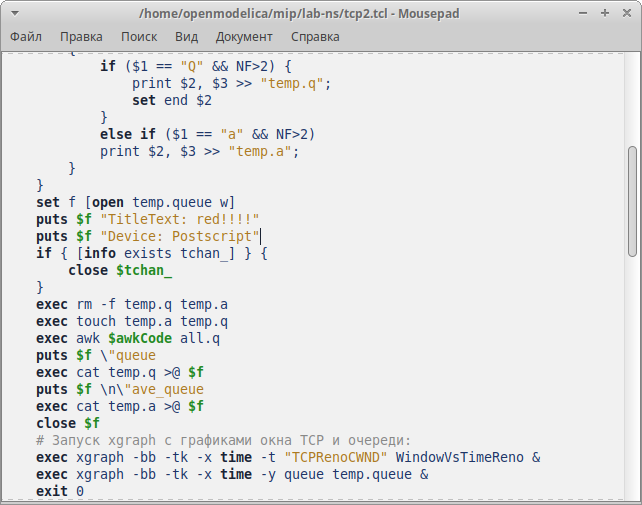 /home/openmodelica/mip/lab-ns/tcp2.tcl - Mousepad
Файл Правка Поиск Вид Документ Справка
{
if ($1 == "Q" && NF>2) {
print $2, $3 >> "temp.q";
set end $2
}
else if ($1 == "a" && NF>2)
print $2, $3 >> "temp.a";
}
}
set f [open temp.queue w]
puts $f "TitleText: red!!!!"
puts $f "Device: Postscript"
if { [info exists tchan_] } {
close $tchan_
}
exec rm -f temp.q temp.a
exec touch temp.a temp.q
exec awk $awkCode all.q
puts $f \"queue
exec cat temp.q >@ $f
puts $f \n\"ave_queue
exec cat temp.a >@ $f
close $f
# Запуск xgraph с графиками окна TCP и очереди:
exec xgraph -bb -tk -x time -t "TCPRenoCWND" WindowVsTimeReno &
exec xgraph -bb -tk -x time -y queue temp.queue &
exit 0